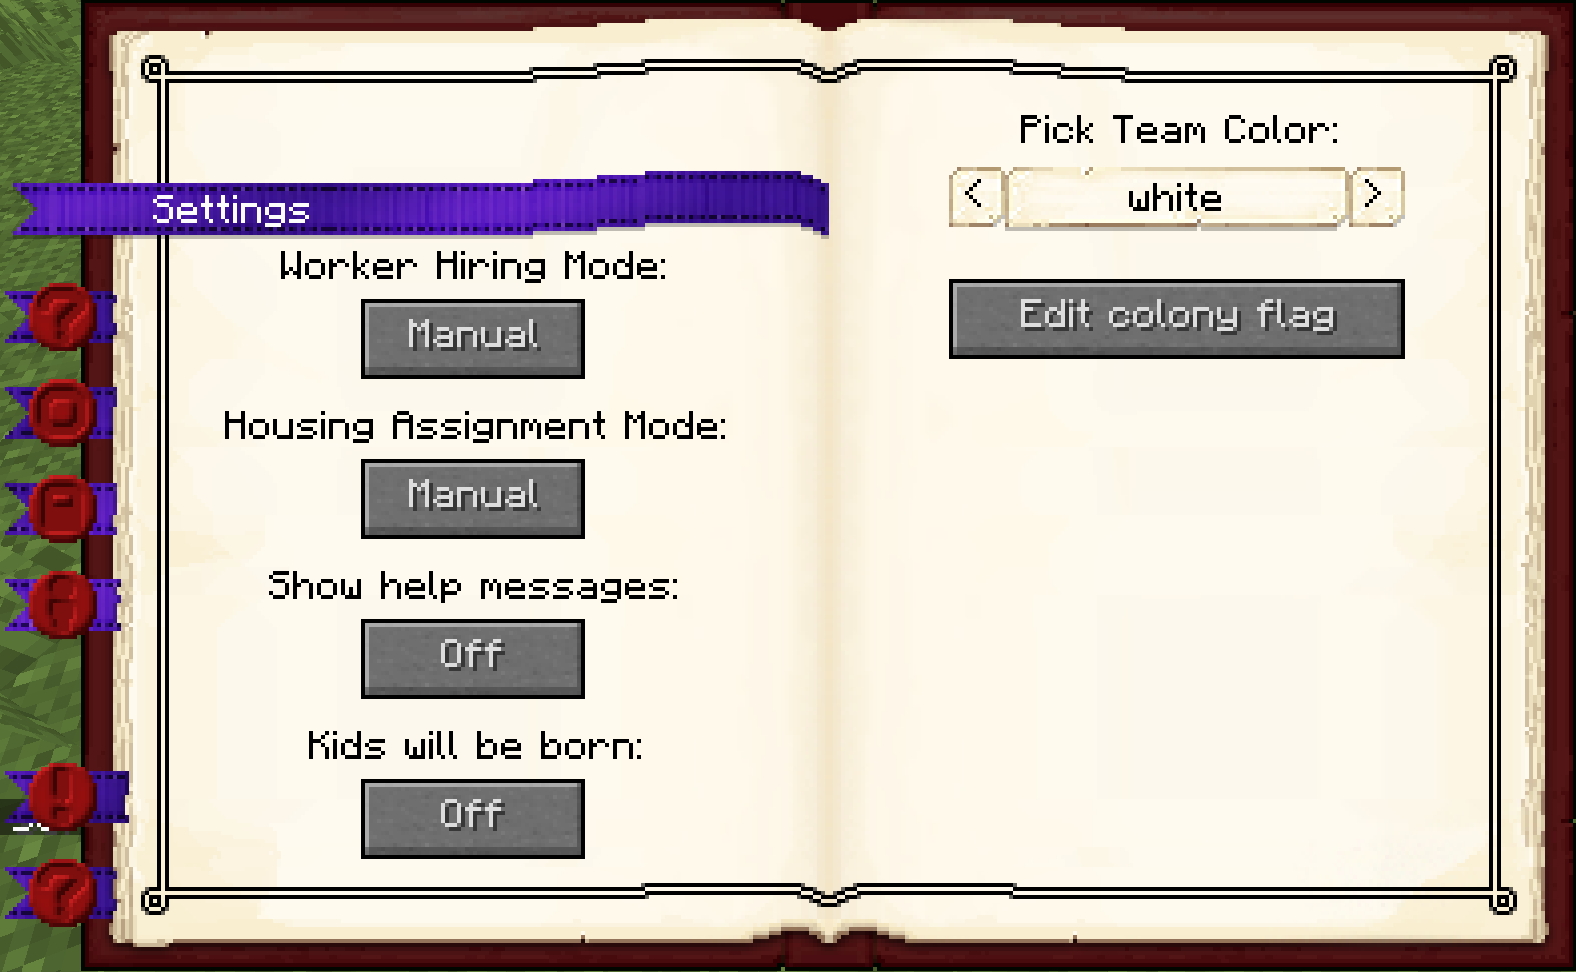 Settings
Worker Hiring Mode:
Manual
Housing Assignment Mode:
Manual
Show help messages:
Off
Kids will be born:
Off
Pick Team Color:
< white >
Edit colony flag